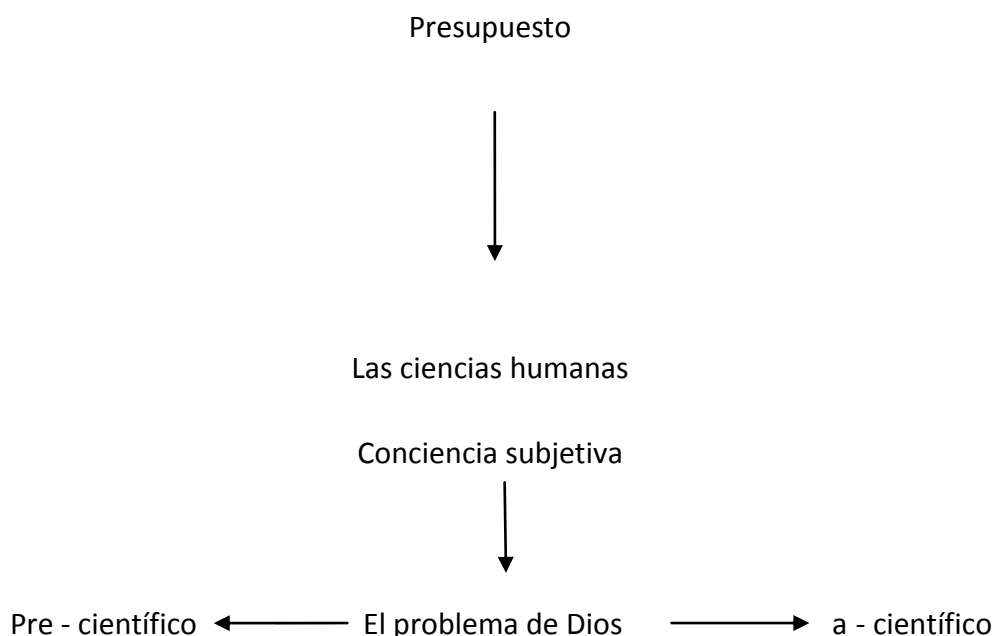 Presupuesto
Las ciencias humanas
Conciencia subjetiva
Pre - científico El problema de Dios a - científico